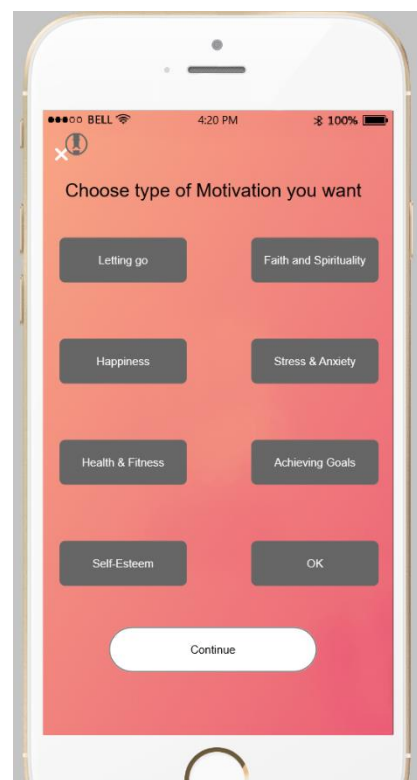 BELL 4:20 PM 100%
Choose type of Motivation you want
Letting go Faith and Spirituality
Happiness Stress & Anxiety
Health & Fitness Achieving Goals
Self-Esteem OK
Continue